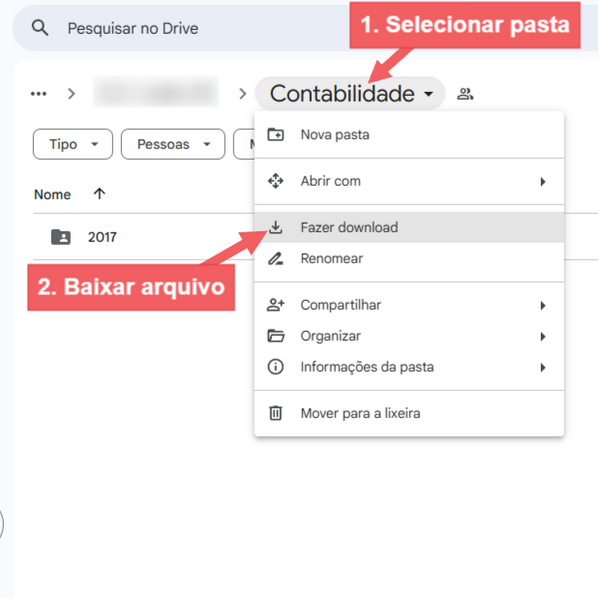 Pesquisar no Drive
1. Selecionar pasta
Contabilidade
Tipo
Pessoas
Nova pasta
Abrir com
Nome
Fazer download
2017
Renomear
2. Baixar arquivo
Compartilhar
Organizar
Informações da pasta
Mover para a lixeira